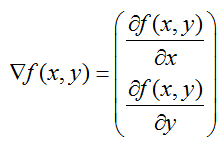 ∇f(x, y) = ( ∂f(x, y)/∂x
∂f(x, y)/∂y )